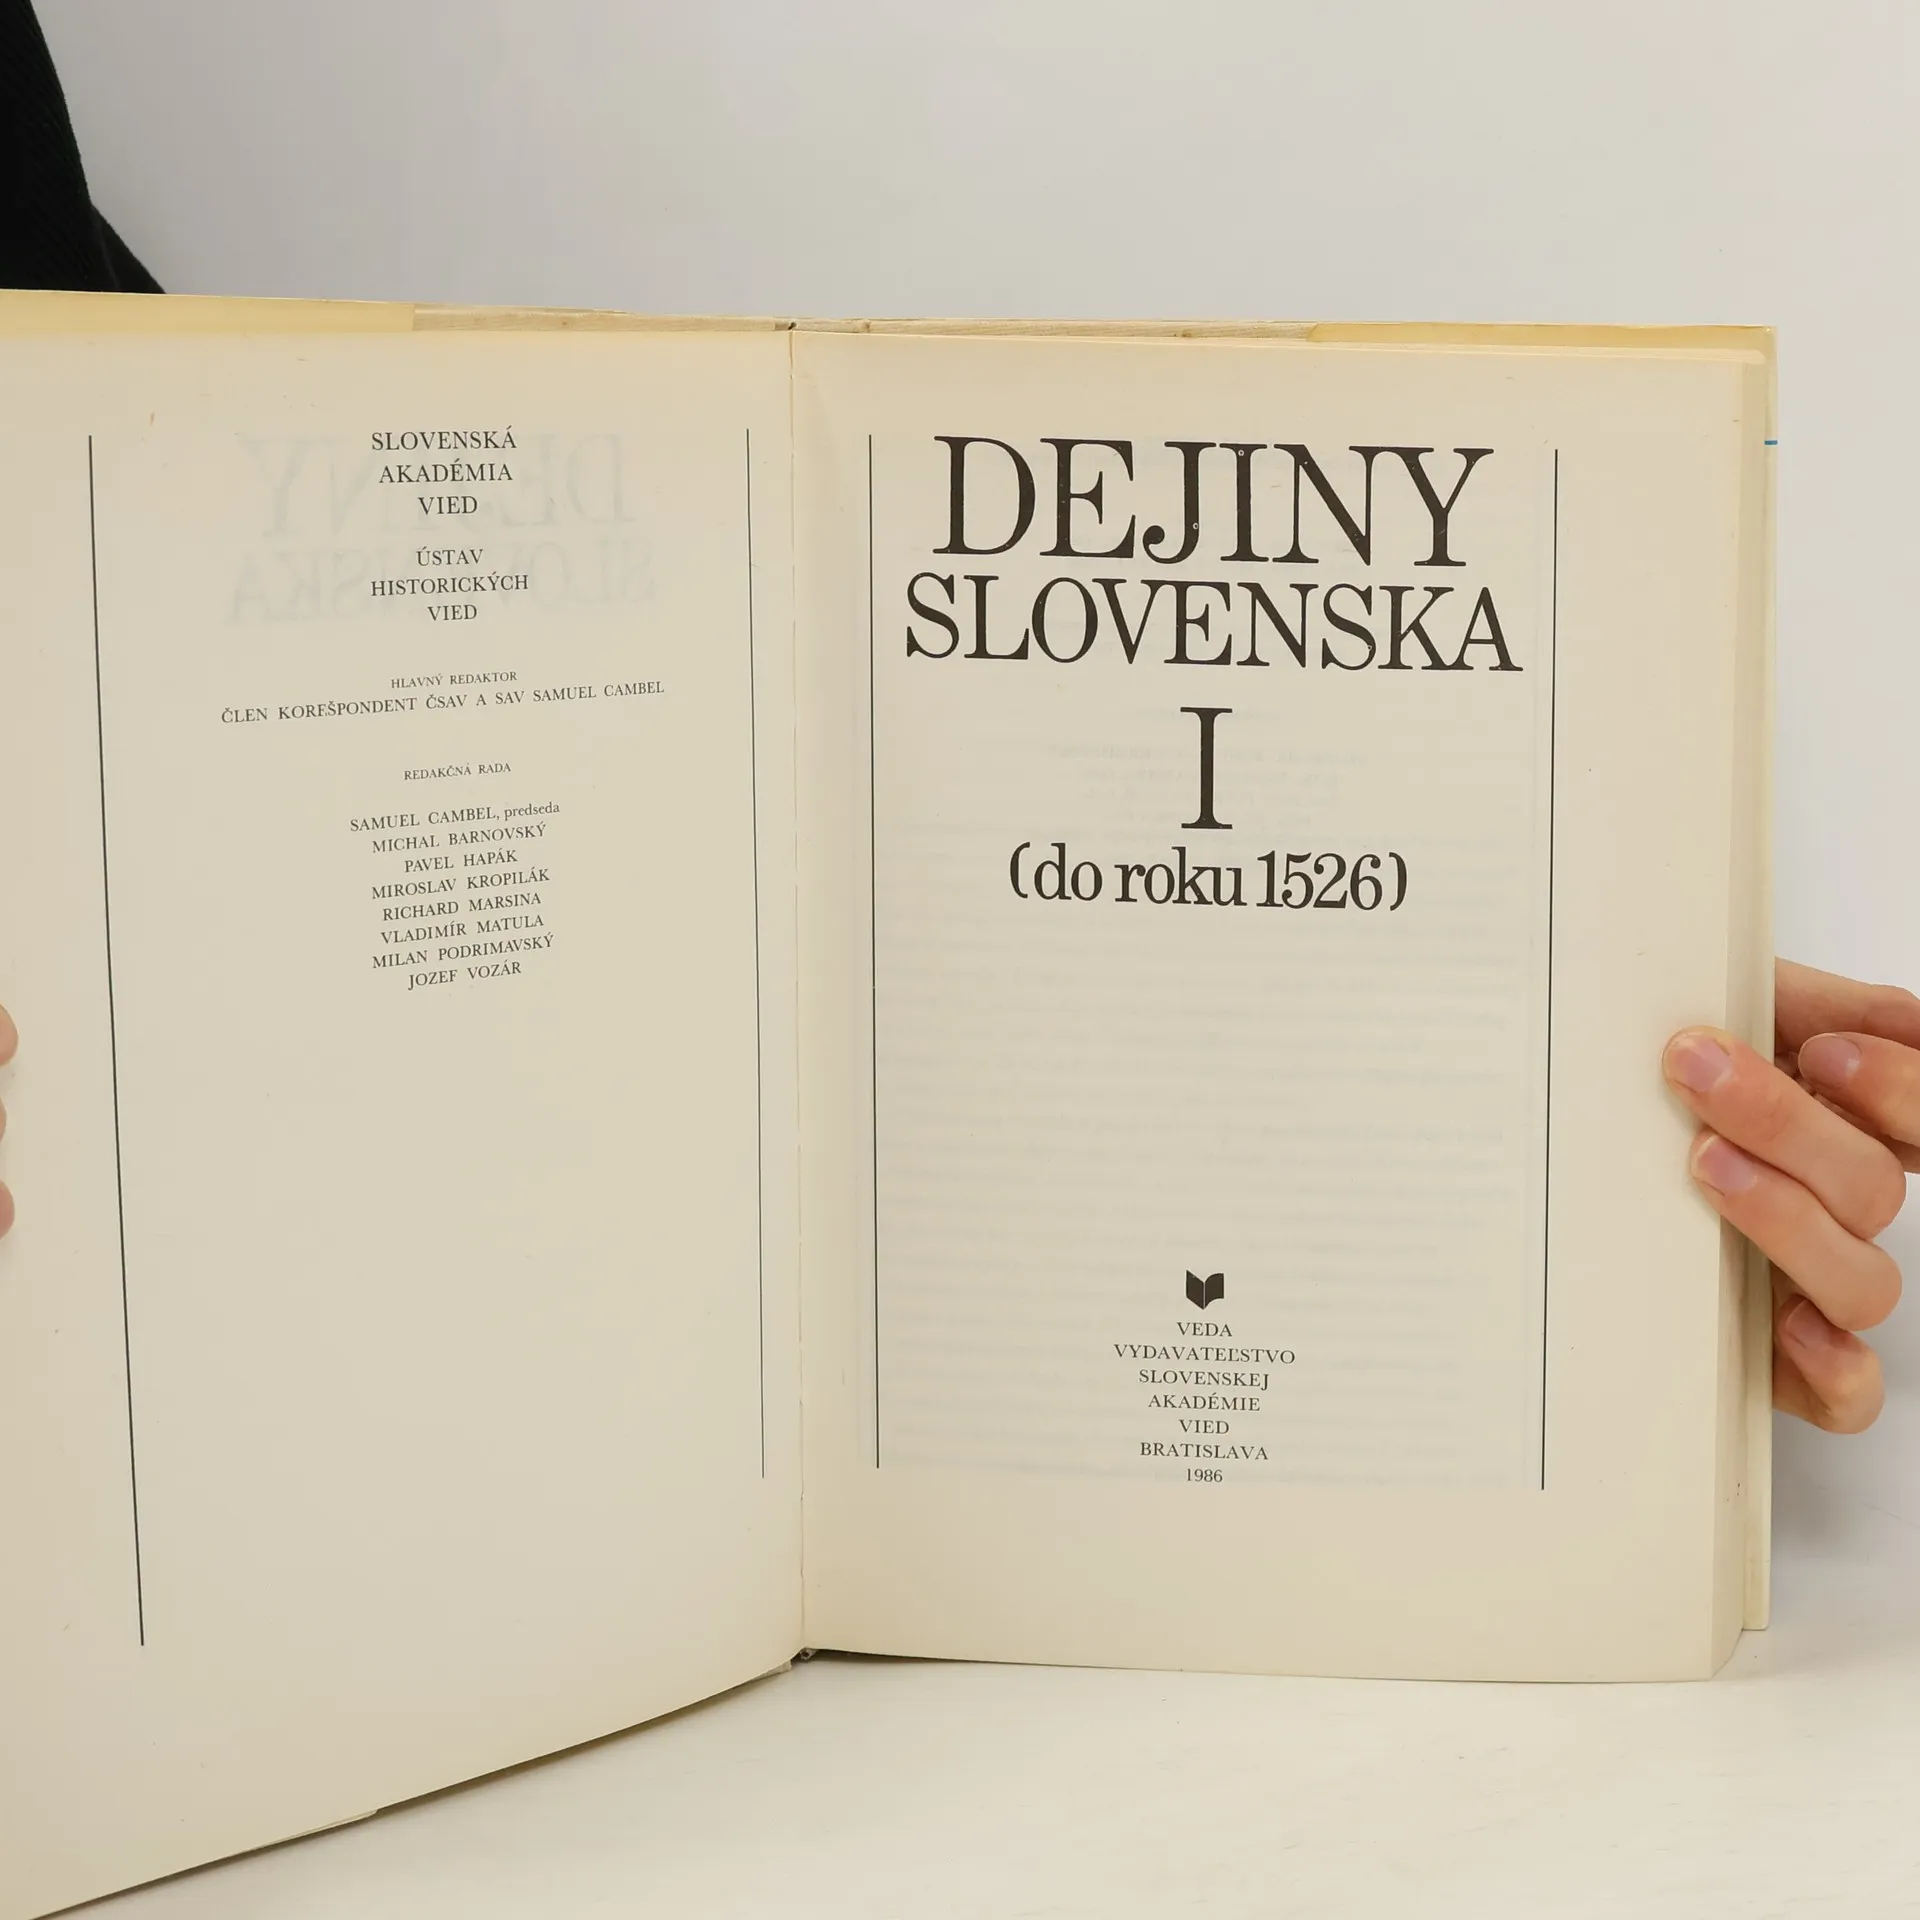 SLOVENSKÁ
AKADÉMIA
VIED
ÚSTAV
HISTORICKÝCH
VIED
HLAVNÝ REDAKTOR
ČLEN KOREŠPONDENT ČSAV A SAV SAMUEL CAMBEL
REDAKČNÁ RADA
SAMUEL CAMBEL, predseda
MICHAL BARNOVSKÝ
PAVEL HAPÁK
MIROSLAV KROPILÁK
RICHARD MARSINA
VLADIMÍR MATULA
MILAN PODRIMAVSKÝ
JOZEF VOZÁR
DEJINY
SLOVENSKA
I
(do roku 1526)
VEDA
VYDAVATEĽSTVO
SLOVENSKEJ
AKADÉMIE
VIED
BRATISLAVA
1986